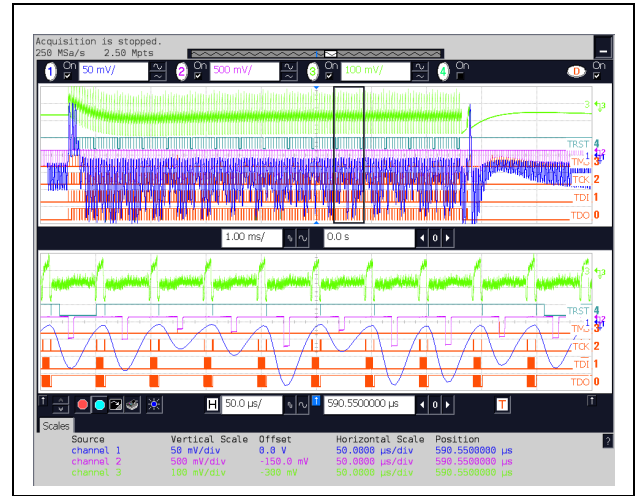 Acquisition is stopped.
250 MSa/s 2.50 Mpts
1 On 50 mV/ 2 On 500 mV/ 3 On 100 mV/ 4 On D On
3
TRST 4
TMS 3
TCK 2
TDI 1
TDO 0
1.00 ms/ 0.0 s 0
3
TRST 4
TMS 3
TCK 2
TDI 1
TDO 0
H 50.0 µs/ 590.5500000 µs 0 T
Scales
Source Vertical Scale Offset Horizontal Scale Position ?
channel 1 50 mV/div 0.0 V 50.0000 µs/div 590.5500000 µs
channel 2 500 mV/div -150.0 mV 50.0000 µs/div 590.5500000 µs
channel 3 100 mV/div -300 mV 50.0000 µs/div 590.5500000 µs